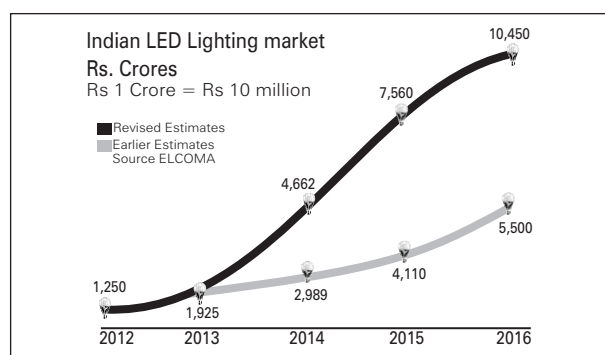 Indian LED Lighting market
Rs. Crores
Rs 1 Crore = Rs 10 million
Revised Estimates
Earlier Estimates
Source ELCOMA
10,450
7,560
4,662
5,500
4,110
2,989
1,250
1,925
2012 2013 2014 2015 2016